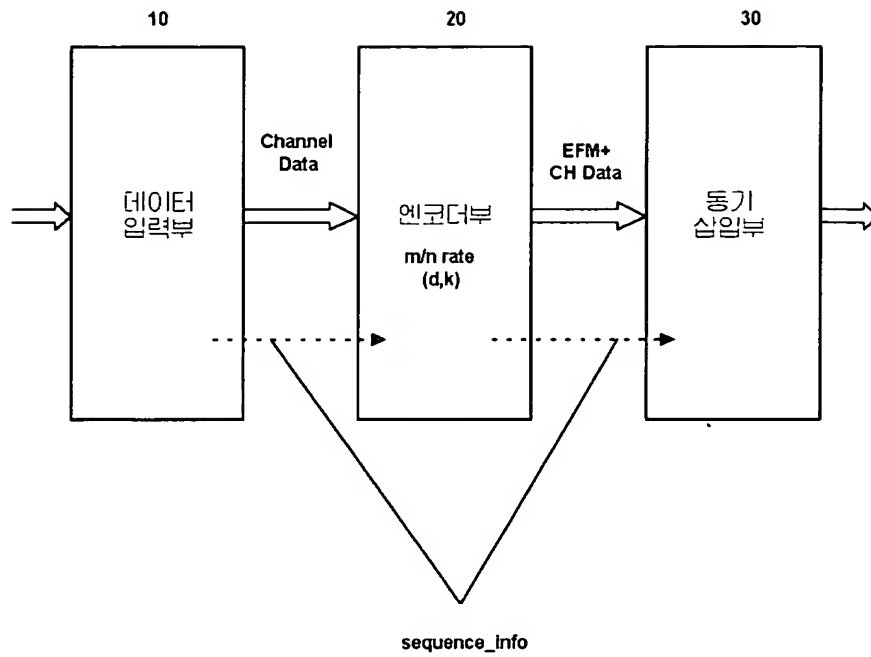 10
20
30
Channel
Data
EFM+
CH Data
데이터
입력부
엔코더부
m/n rate
(d,k)
동기
삽입부
sequence_info